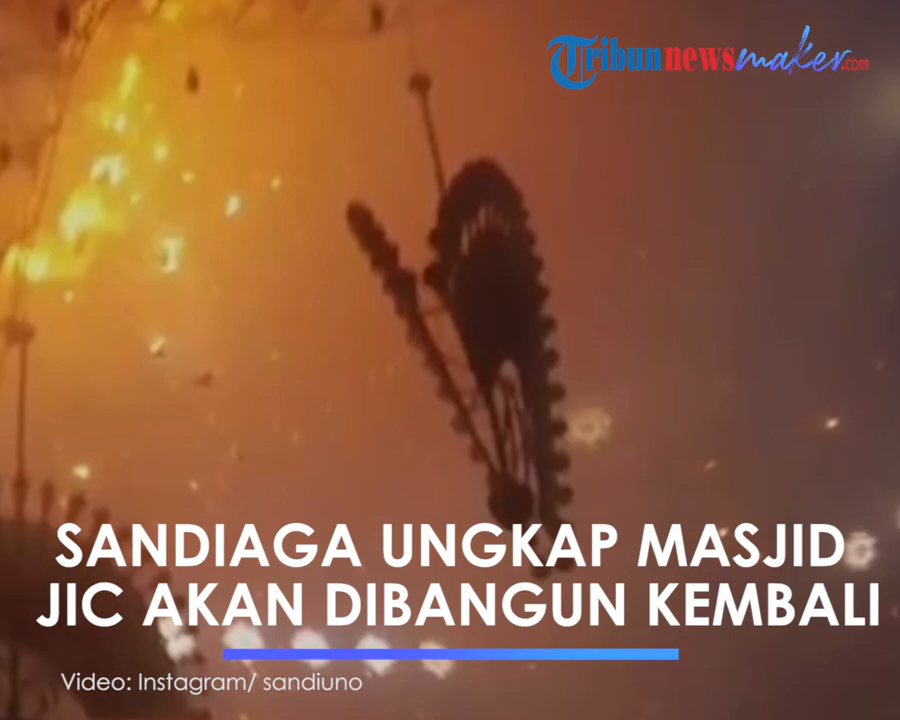 Tribunnewsmaker.com
SANDIAGA UNGKAP MASJID
JIC AKAN DIBANGUN KEMBALI
Video: Instagram/ sandiuno